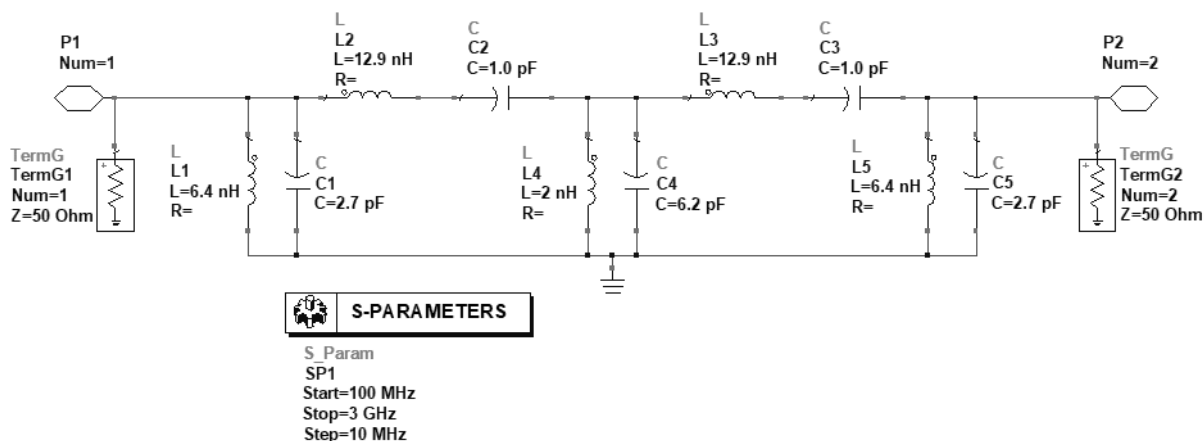 P1
Num=1
L
L2
L=12.9 nH
R=
C
C2
C=1.0 pF
L
L3
L=12.9 nH
R=
C
C3
C=1.0 pF
P2
Num=2
TermG
TermG1
Num=1
Z=50 Ohm
L
L1
L=6.4 nH
R=
C
C1
C=2.7 pF
L
L4
L=2 nH
R=
C
C4
C=6.2 pF
L
L5
L=6.4 nH
R=
C
C5
C=2.7 pF
TermG
TermG2
Num=2
Z=50 Ohm
S-PARAMETERS
S_Param
SP1
Start=100 MHz
Stop=3 GHz
Step=10 MHz